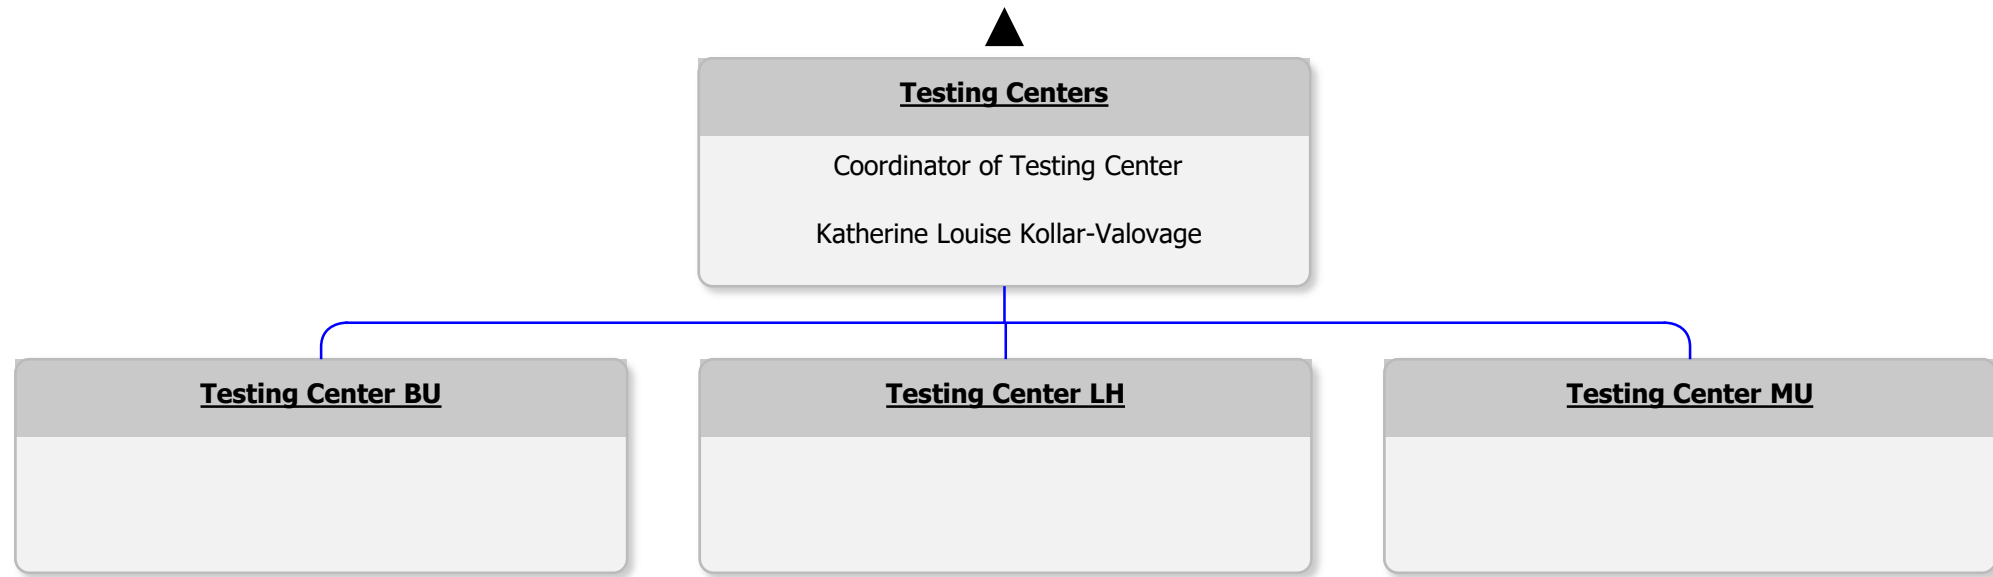 Testing Centers
Coordinator of Testing Center
Katherine Louise Kollar-Valovage
Testing Center BU
Testing Center LH
Testing Center MU